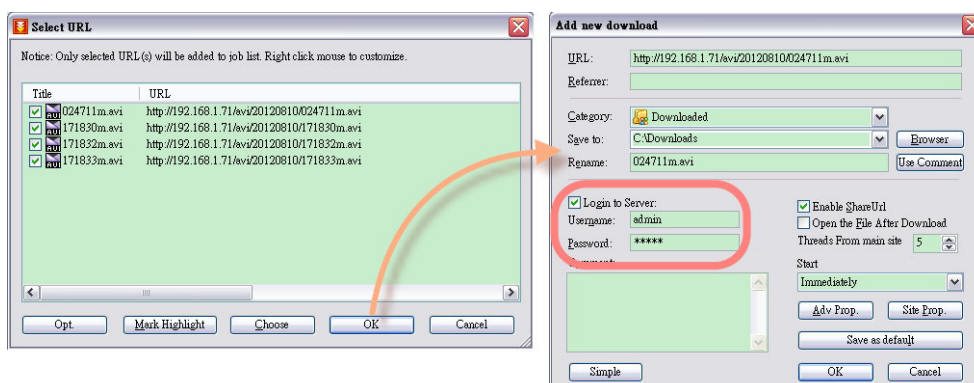 Select URL
Notice: Only selected URL(s) will be added to job list. Right click mouse to customize.
Title URL
024711m.avi http://192.168.1.71/avi/20120810/024711m.avi
171830m.avi http://192.168.1.71/avi/20120810/171830m.avi
171832m.avi http://192.168.1.71/avi/20120810/171832m.avi
171833m.avi http://192.168.1.71/avi/20120810/171833m.avi
Opt. Mark Highlight Choose OK Cancel
Add new download
URL: http://192.168.1.71/avi/20120810/024711m.avi
Referrer:
Category: Downloaded
Save to: C:\Downloads Browser
Rename: 024711m.avi Use Comment
Login to Server: Enable ShareUrl
Username: admin Open the File After Download
Password: ***** Threads From main site 5
Comment: Start
Immediately
Adv Prop. Site Prop.
Save as default
Simple OK Cancel